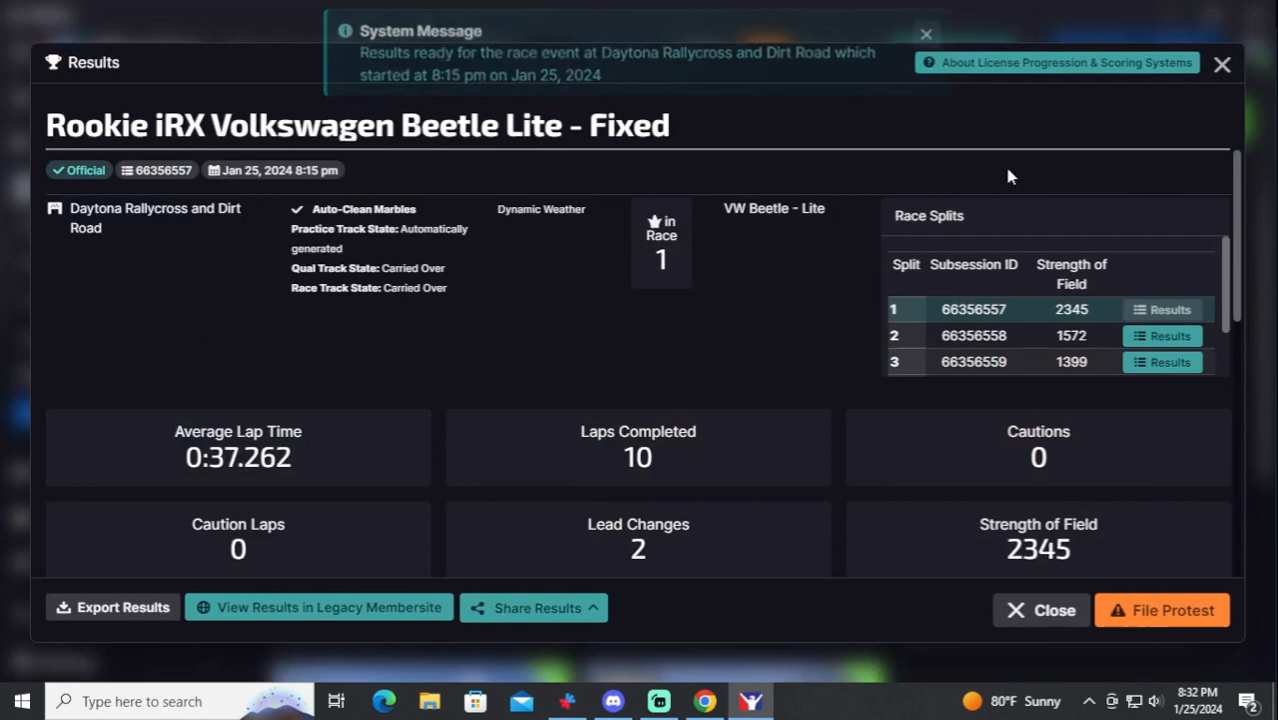 System Message
Results ready for the race event at Daytona Rallycross and Dirt Road which
started at 8:15 pm on Jan 25, 2024
Results
About License Progression & Scoring Systems
Rookie iRX Volkswagen Beetle Lite - Fixed
Official
66356557
Jan 25, 2024 8:15 pm
Daytona Rallycross and Dirt
Road
Auto-Clean Marbles
Practice Track State: Automatically
generated
Qual Track State: Carried Over
Race Track State: Carried Over
Dynamic Weather
in
Race
1
VW Beetle - Lite
Race Splits
Split Subsession ID Strength of
Field
1 66356557 2345 Results
2 66356558 1572 Results
3 66356559 1399 Results
Average Lap Time
0:37.262
Laps Completed
10
Cautions
0
Caution Laps
0
Lead Changes
2
Strength of Field
2345
Export Results
View Results in Legacy Membersite
Share Results
Close
File Protest
Type here to search
80°F Sunny
8:32 PM
1/25/2024
2